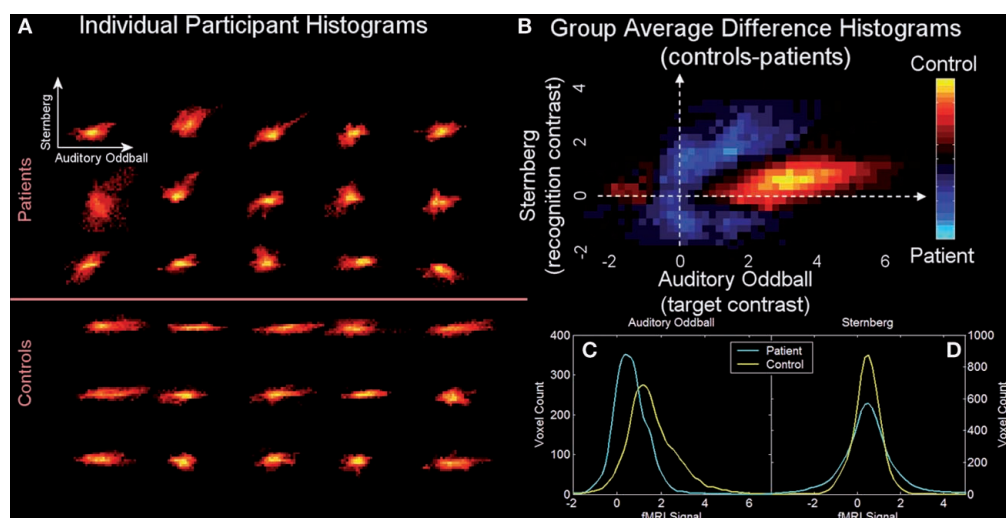 A Individual Participant Histograms
Sternberg
Auditory Oddball
Patients
Controls
B Group Average Difference Histograms
(controls-patients)
Control
Patient
Sternberg
(recognition contrast)
4
2
0
-2
-2 0 2 4 6
Auditory Oddball
(target contrast)
Auditory Oddball
C
Patient
Control
Voxel Count
400
300
200
100
0
-2 0 2 4
fMRI Signal
Sternberg
D
Voxel Count
1000
800
600
400
200
0
-4 -2 0 2 4
fMRI Signal